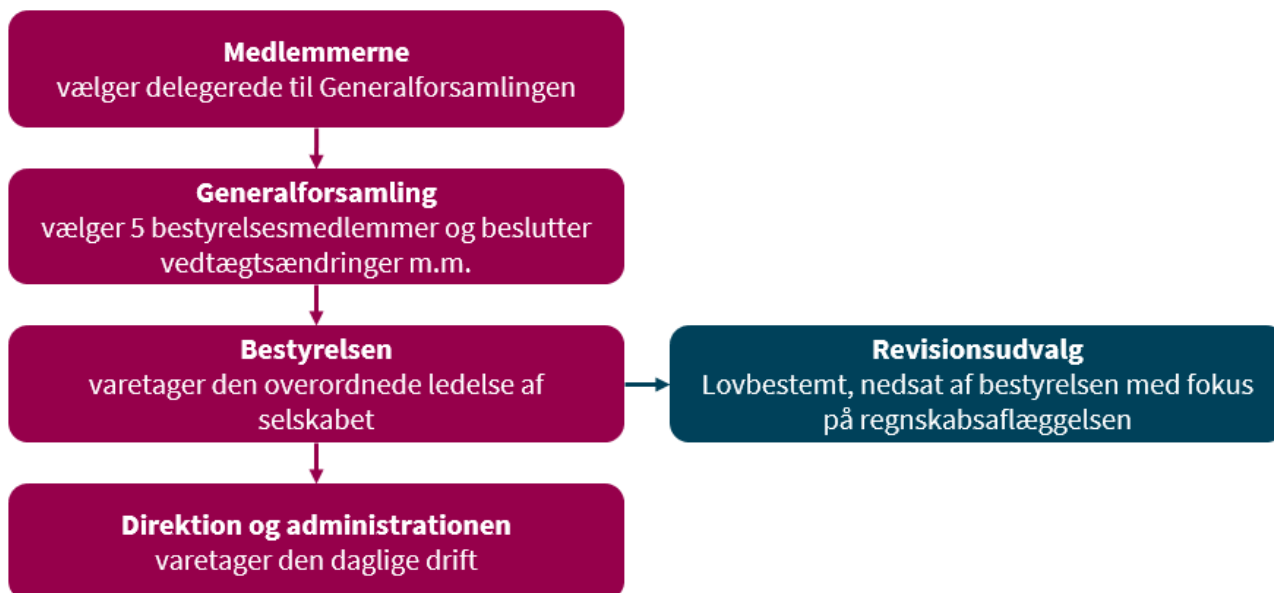 Medlemmerne
vælger delegerede til Generalforsamlingen
Generalforsamling
vælger 5 bestyrelsesmedlemmer og beslutter
vedtægtsændringer m.m.
Bestyrelsen
varetager den overordnede ledelse af
selskabet
Revisionsudvalg
Lovbestemt, nedsat af bestyrelsen med fokus
på regnskabsaflæggelsen
Direktion og administrationen
varetager den daglige drift